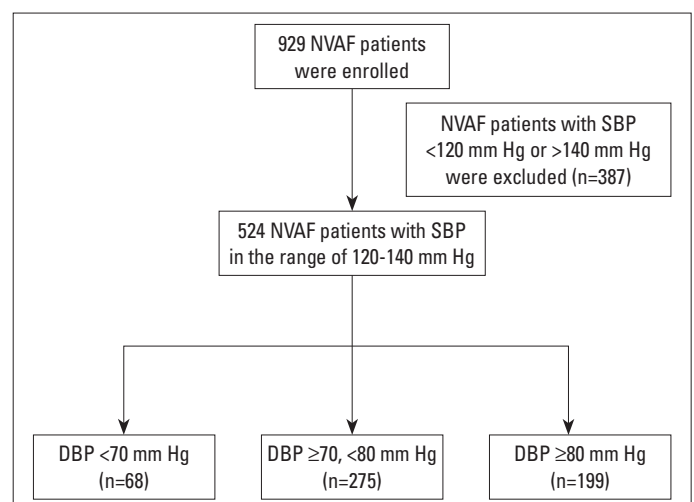 929 NVAF patients
were enrolled
NVAF patients with SBP
<120 mm Hg or >140 mm Hg
were excluded (n=387)
524 NVAF patients with SBP
in the range of 120-140 mm Hg
DBP <70 mm Hg
(n=68)
DBP ≥70, <80 mm Hg
(n=275)
DBP ≥80 mm Hg
(n=199)